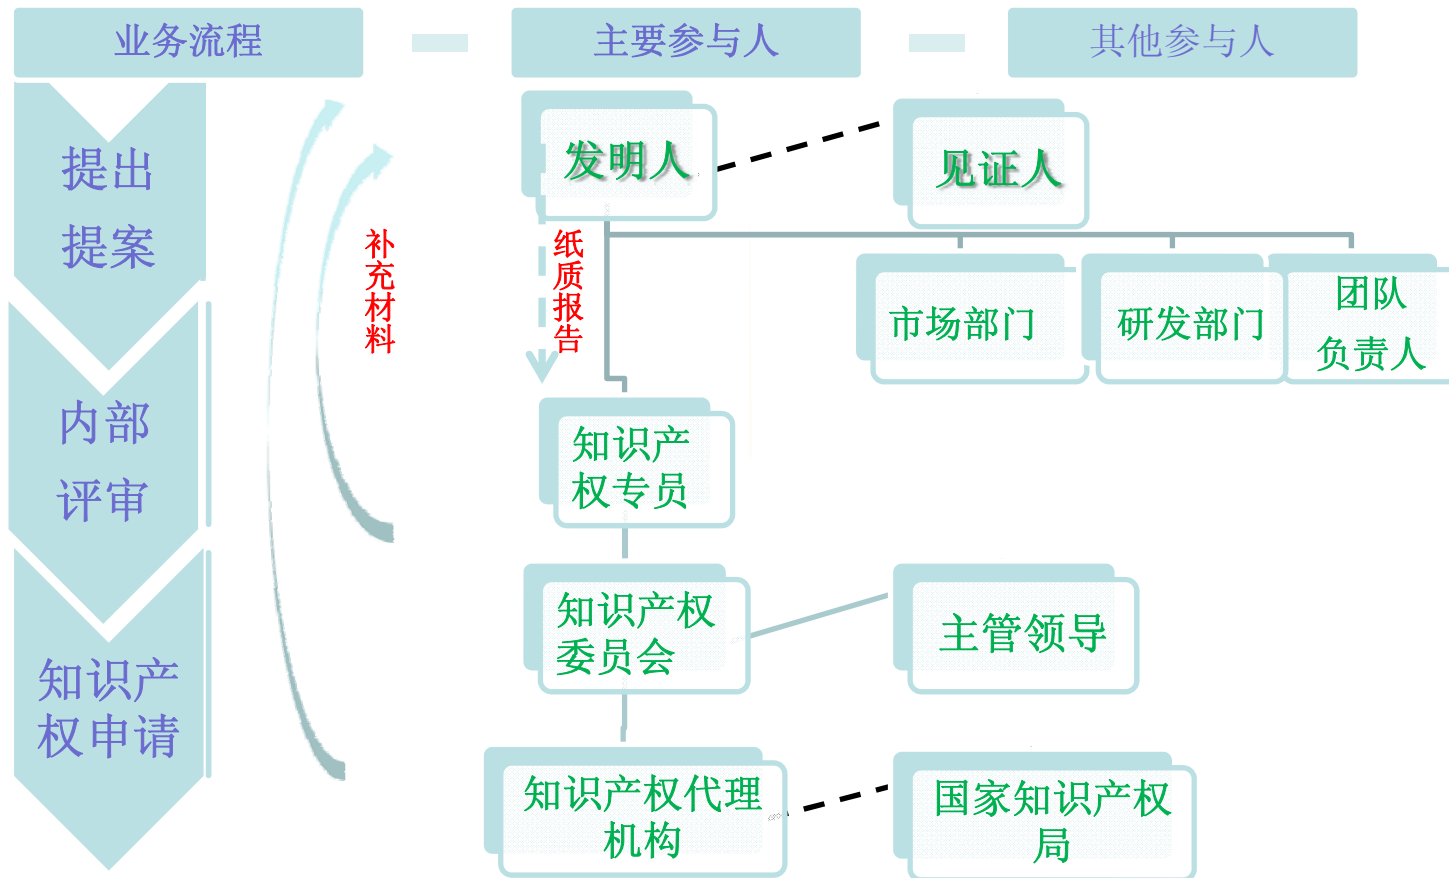 业务流程
主要参与人
其他参与人
提出
提案
内部
评审
知识产
权申请
补充材料
纸质报告
发明人
见证人
市场部门
研发部门
团队
负责人
知识产
权专员
知识产权
委员会
主管领导
知识产权代理
机构
国家知识产权
局